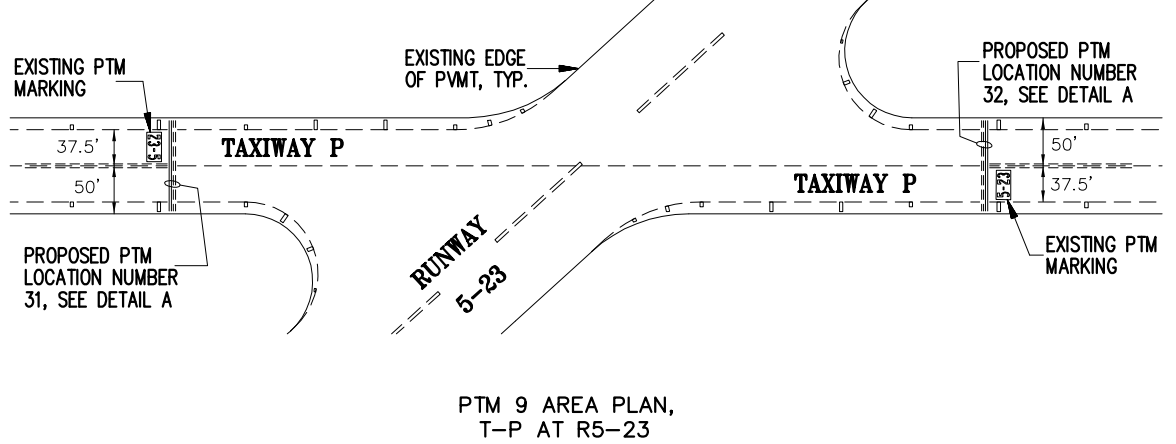 EXISTING PTM
MARKING
EXISTING EDGE
OF PVMT, TYP.
PROPOSED PTM
LOCATION NUMBER
32, SEE DETAIL A
37.5'
23-5
TAXIWAY P
50'
50'
TAXIWAY P
5-23
37.5'
RUNWAY
5-23
PROPOSED PTM
LOCATION NUMBER
31, SEE DETAIL A
EXISTING PTM
MARKING
PTM 9 AREA PLAN,
T-P AT R5-23